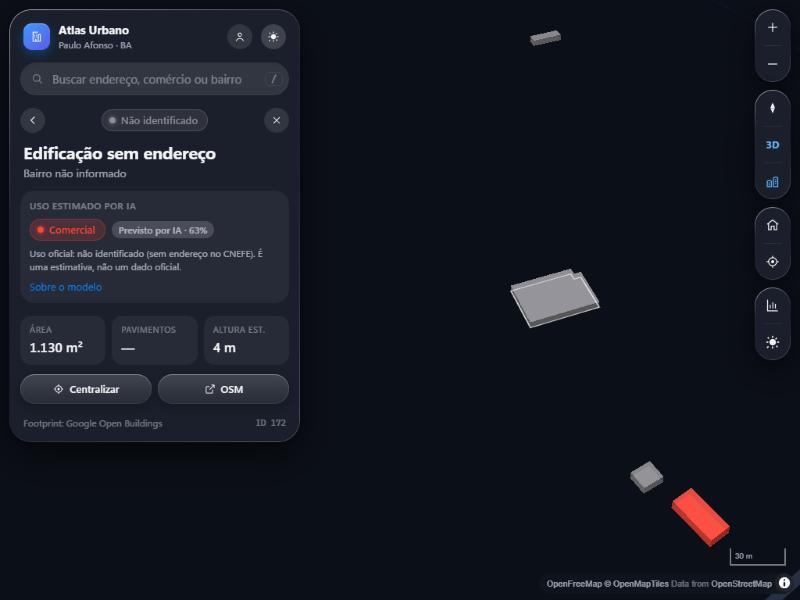 Atlas Urbano
Paulo Afonso · BA
Buscar endereço, comércio ou bairro /
Não identificado
Edificação sem endereço
Bairro não informado
USO ESTIMADO POR IA
Comercial Previsto por IA · 63%
Uso oficial: não identificado (sem endereço no CNEFE). É
uma estimativa, não um dado oficial.
Sobre o modelo
ÁREA PAVIMENTOS ALTURA EST.
1.130 m² — 4 m
Centralizar OSM
Footprint: Google Open Buildings ID 172
3D
30 m
OpenFreeMap © OpenMapTiles Data from OpenStreetMap